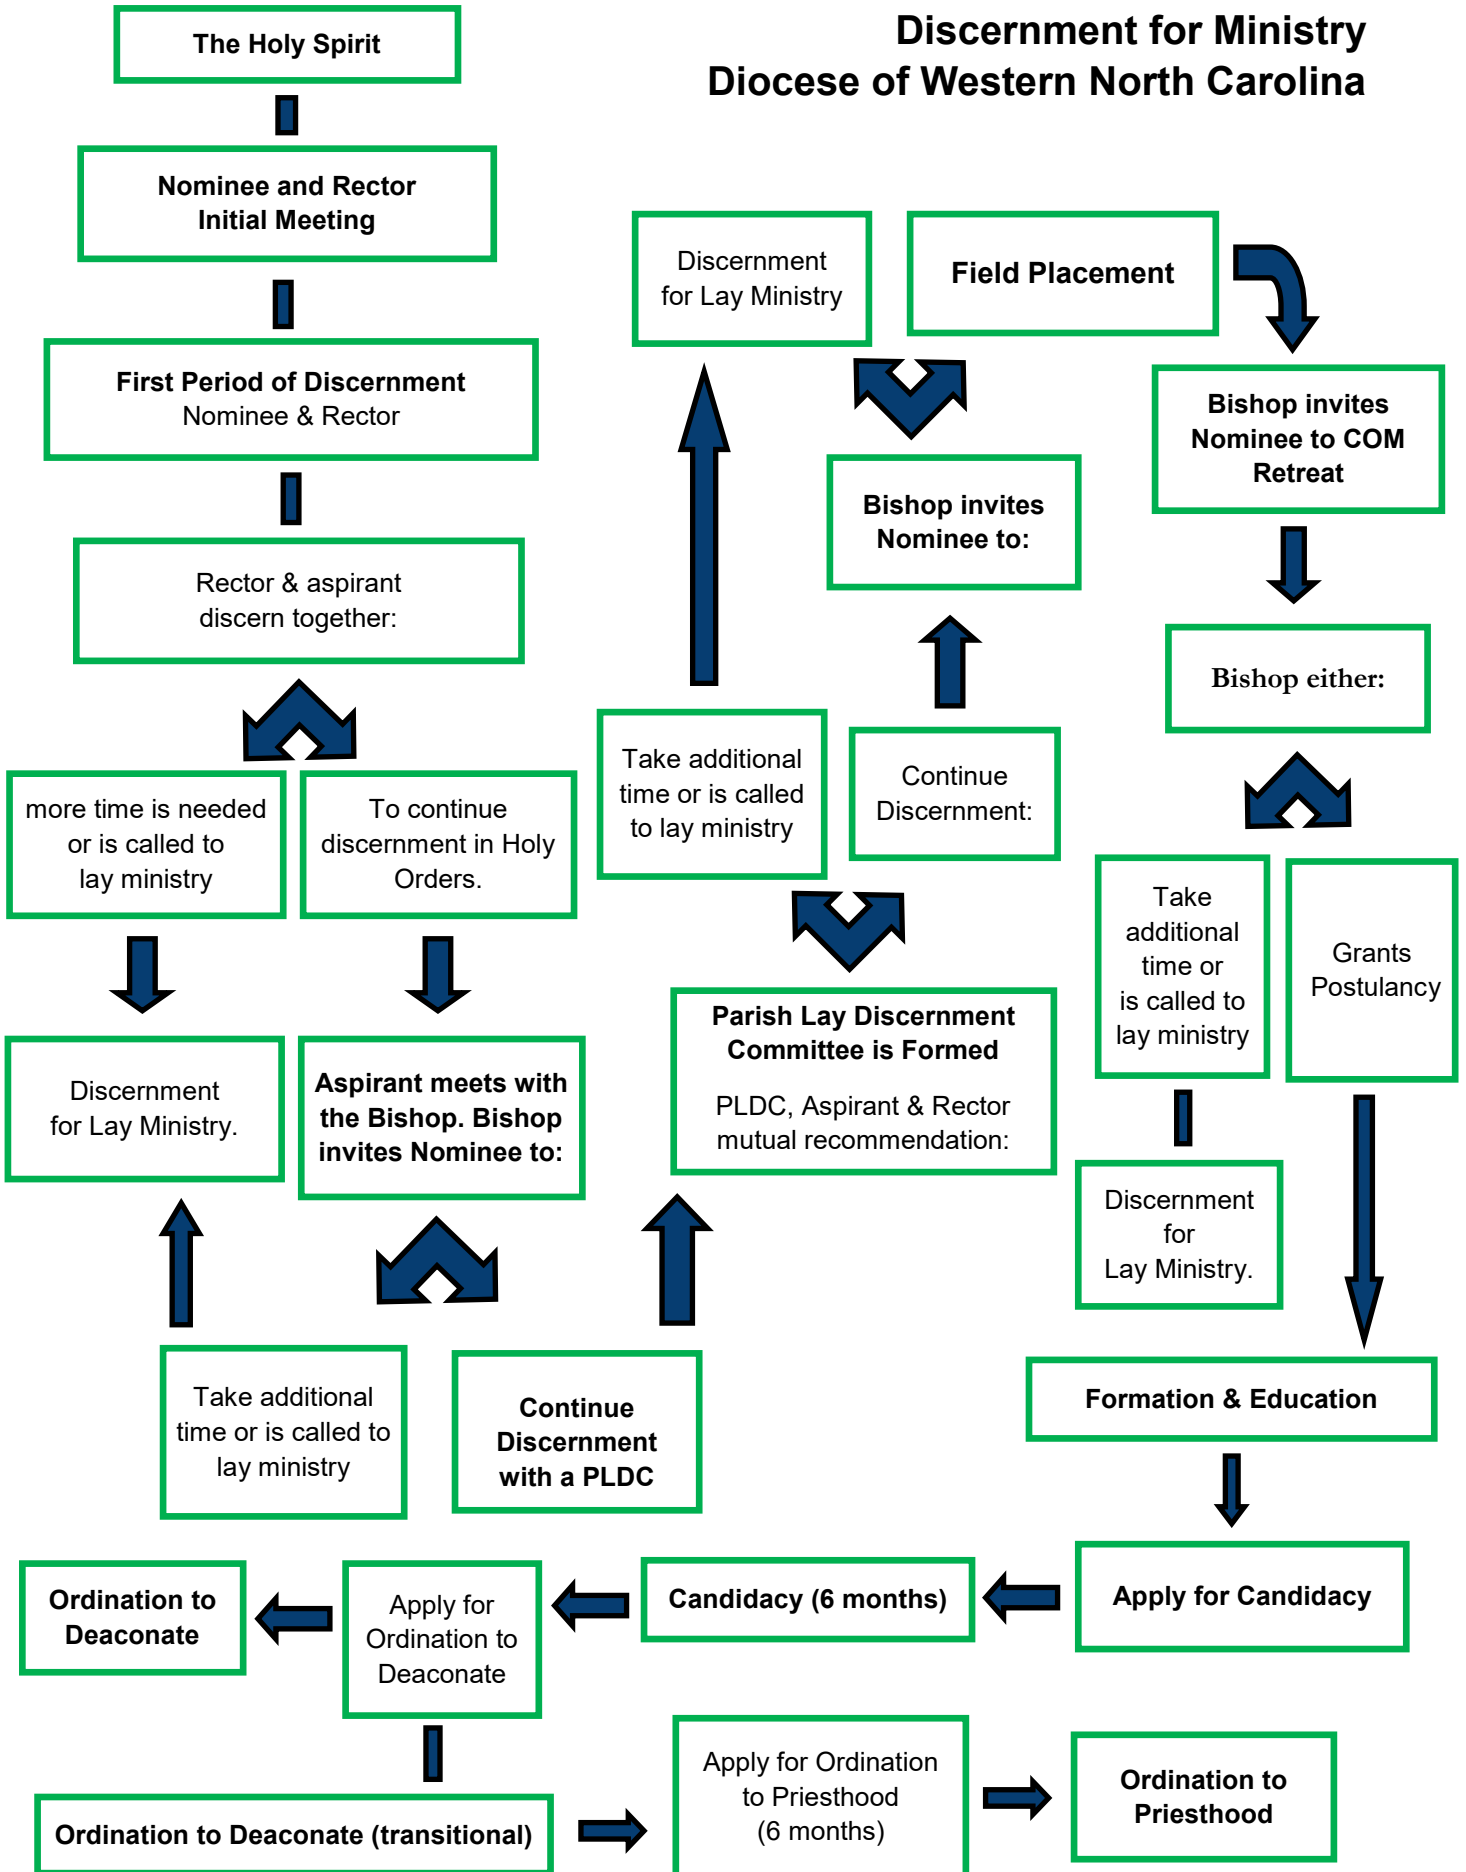 Discernment for Ministry
Diocese of Western North Carolina
The Holy Spirit
Nominee and Rector
Initial Meeting
First Period of Discernment
Nominee & Rector
Rector & aspirant
discern together:
more time is needed
or is called to
lay ministry
To continue
discernment in Holy
Orders.
Discernment
for Lay Ministry.
Aspirant meets with
the Bishop. Bishop
invites Nominee to:
Take additional
time or is called to
lay ministry
Continue
Discernment
with a PLDC
Parish Lay Discernment
Committee is Formed
PLDC, Aspirant & Rector
mutual recommendation:
Take additional
time or is called
to lay ministry
Continue
Discernment:
Discernment
for Lay Ministry
Bishop invites
Nominee to:
Field Placement
Bishop invites
Nominee to COM
Retreat
Bishop either:
Take
additional
time or
is called to
lay ministry
Grants
Postulancy
Discernment
for
Lay Ministry.
Formation & Education
Apply for Candidacy
Candidacy (6 months)
Apply for
Ordination to
Deaconate
Ordination to
Deaconate
Ordination to Deaconate (transitional)
Apply for Ordination
to Priesthood
(6 months)
Ordination to
Priesthood